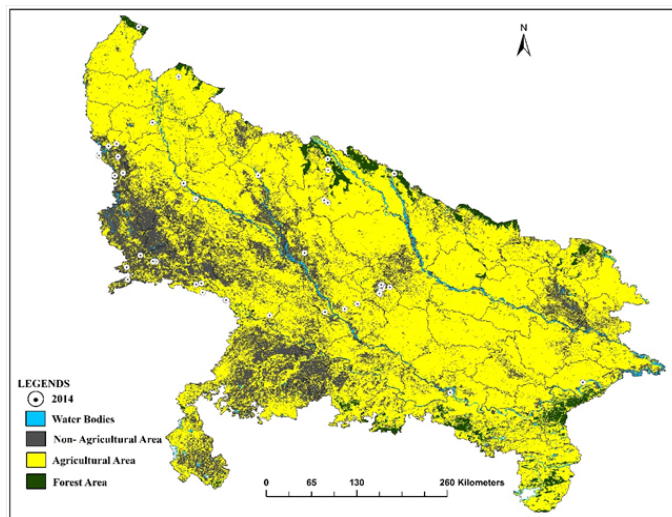 N
LEGENDS
2014
Water Bodies
Non- Agricultural Area
Agricultural Area
Forest Area
0 65 130 260 Kilometers